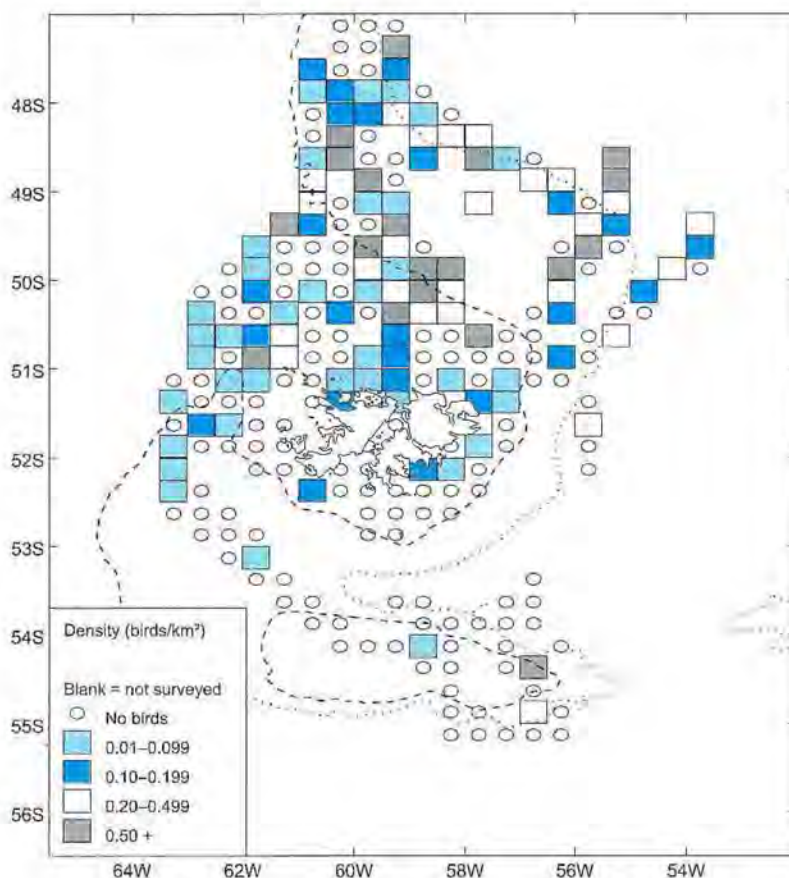 48S
49S
50S
51S
52S
53S
54S
55S
56S
Density (birds/km²)
Blank = not surveyed
No birds
0.01–0.099
0.10–0.199
0.20–0.499
0.50 +
64W 62W 60W 58W 56W 54W